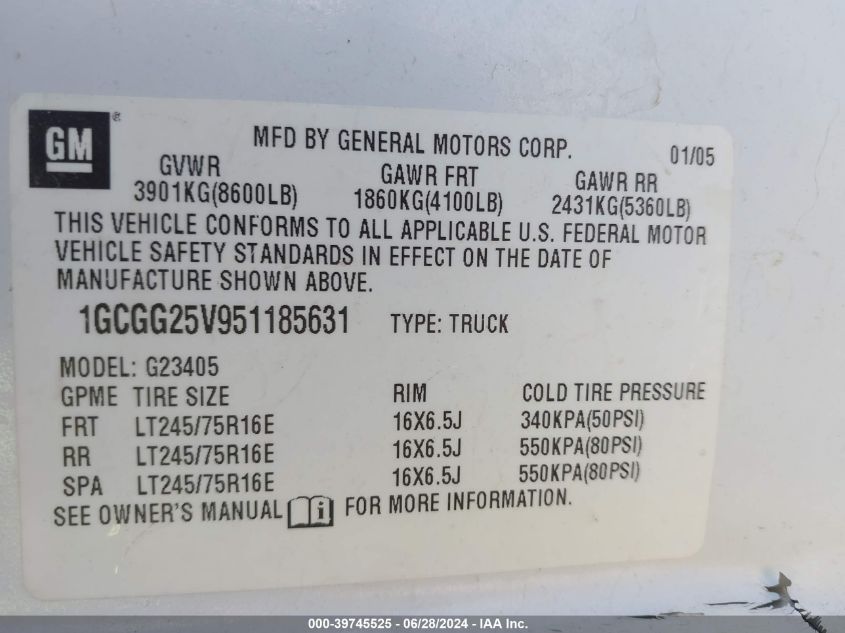 GM®
MFD BY GENERAL MOTORS CORP. 01/05
GVWR GAWR FRT GAWR RR
3901KG(8600LB) 1860KG(4100LB) 2431KG(5360LB)
THIS VEHICLE CONFORMS TO ALL APPLICABLE U.S. FEDERAL MOTOR
VEHICLE SAFETY STANDARDS IN EFFECT ON THE DATE OF
MANUFACTURE SHOWN ABOVE.
1GCGG25V951185631 TYPE: TRUCK
MODEL: G23405
GPME TIRE SIZE RIM COLD TIRE PRESSURE
FRT LT245/75R16E 16X6.5J 340KPA(50PSI)
RR LT245/75R16E 16X6.5J 550KPA(80PSI)
SPA LT245/75R16E 16X6.5J 550KPA(80PSI)
SEE OWNER'S MANUAL i FOR MORE INFORMATION.
000-39745525 - 06/28/2024 - IAA Inc.